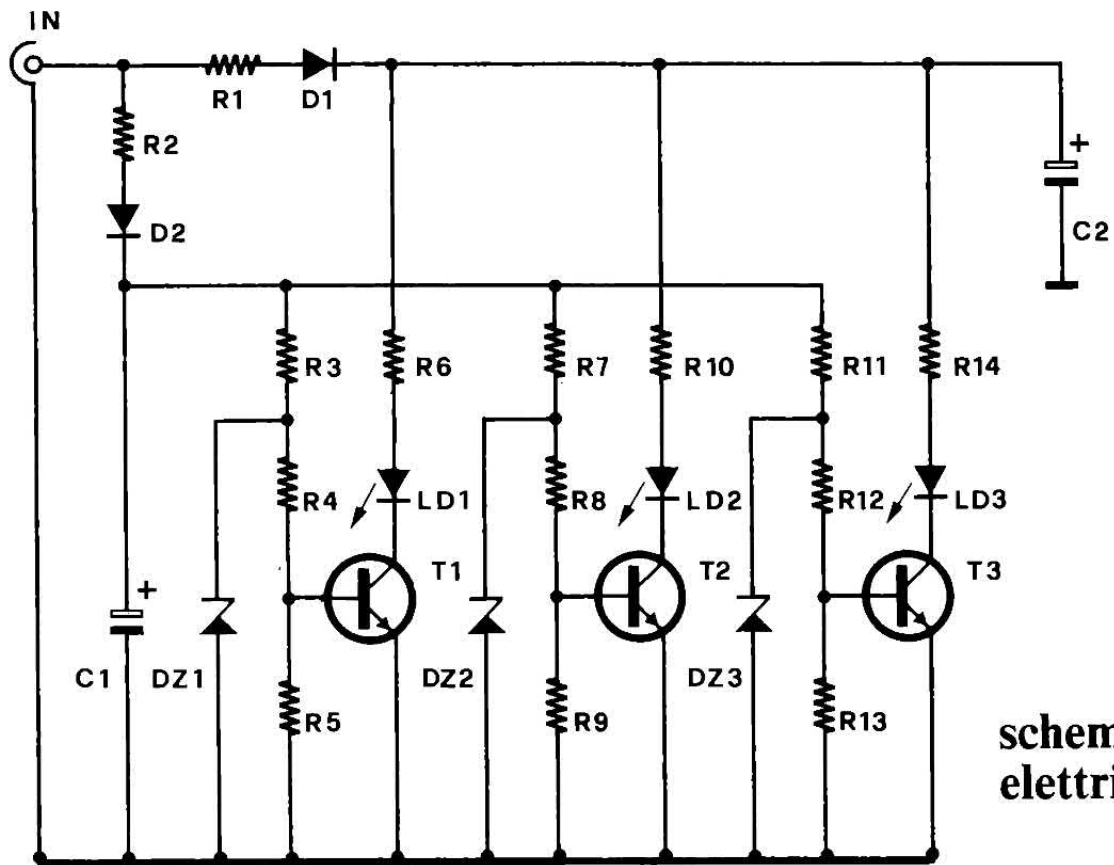 IN
R1
D1
R2
D2
+
C2
R3
R6
R7
R10
R11
R14
R4
LD1
R8
LD2
R12
LD3
T1
T2
T3
+
C1
DZ1
DZ2
DZ3
R5
R9
R13
schem
elettri